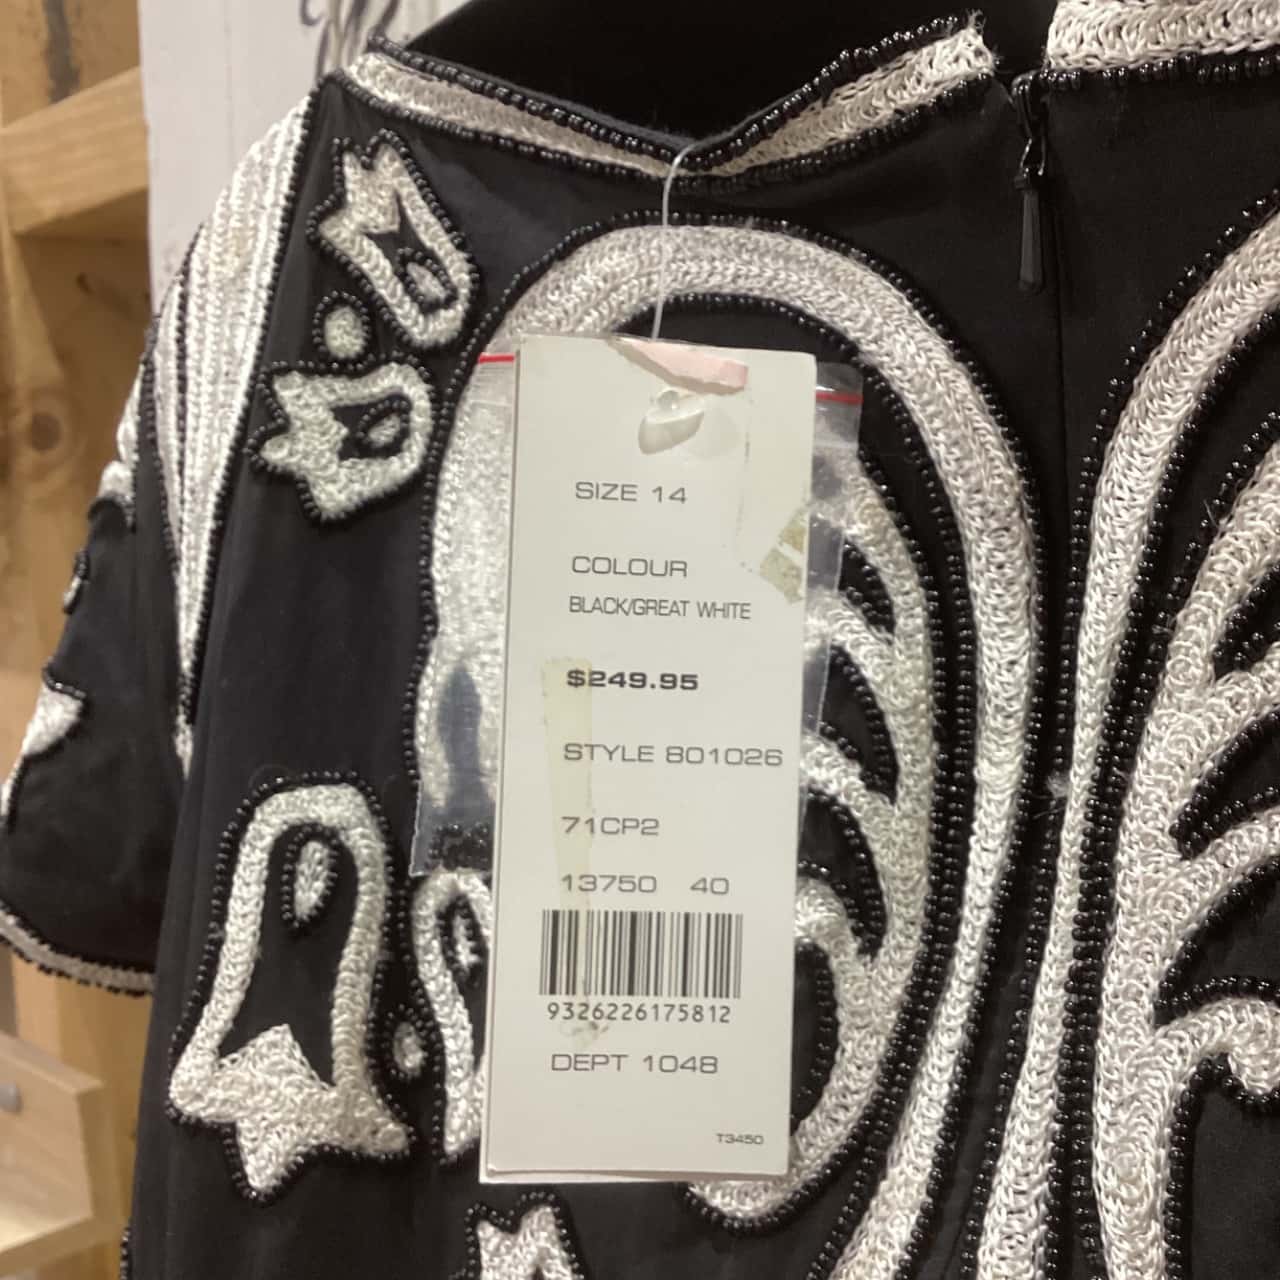 SIZE 14
COLOUR
BLACK/GREAT WHITE
$249.95
STYLE 801026
71CP2
13750 40
9326226175812
DEPT 1048
T3450